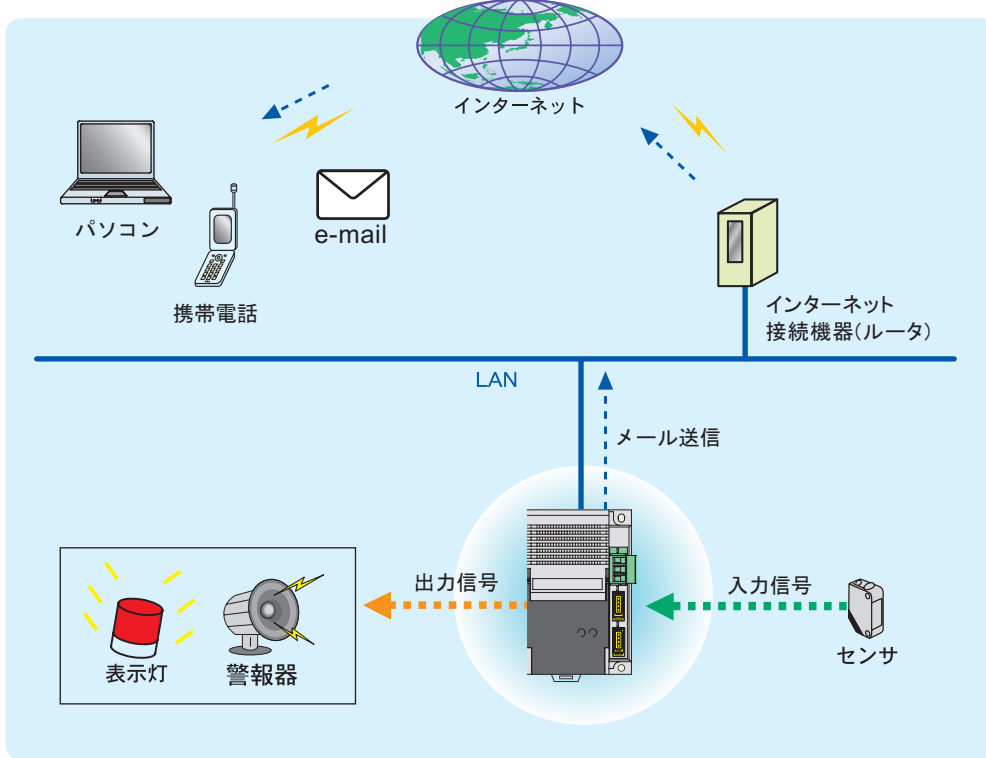 インターネット
パソコン
e-mail
携帯電話
インターネット
接続機器(ルータ)
LAN
メール送信
出力信号
入力信号
表示灯
警報器
センサ